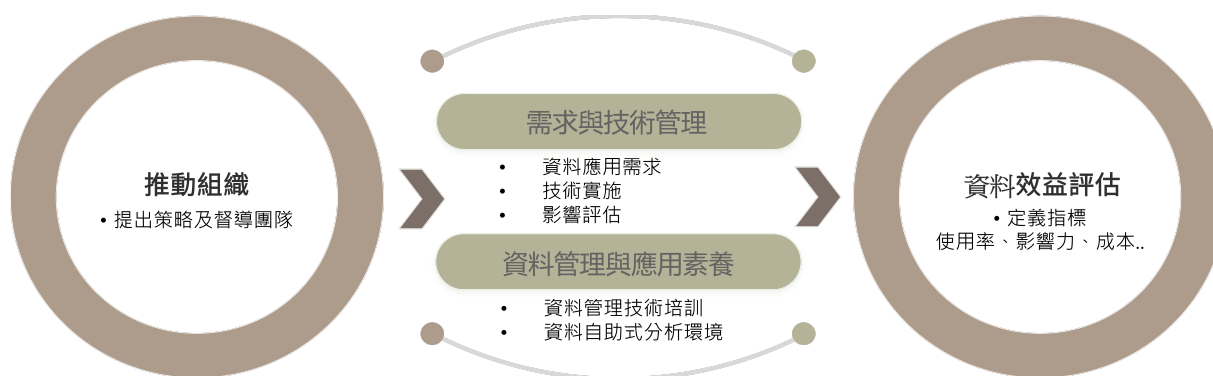 推動組織
• 提出策略及督導團隊
需求與技術管理
• 資料應用需求
• 技術實施
• 影響評估
資料管理與應用素養
• 資料管理技術培訓
• 資料自助式分析環境
資料效益評估
• 定義指標
使用率、影響力、成本..